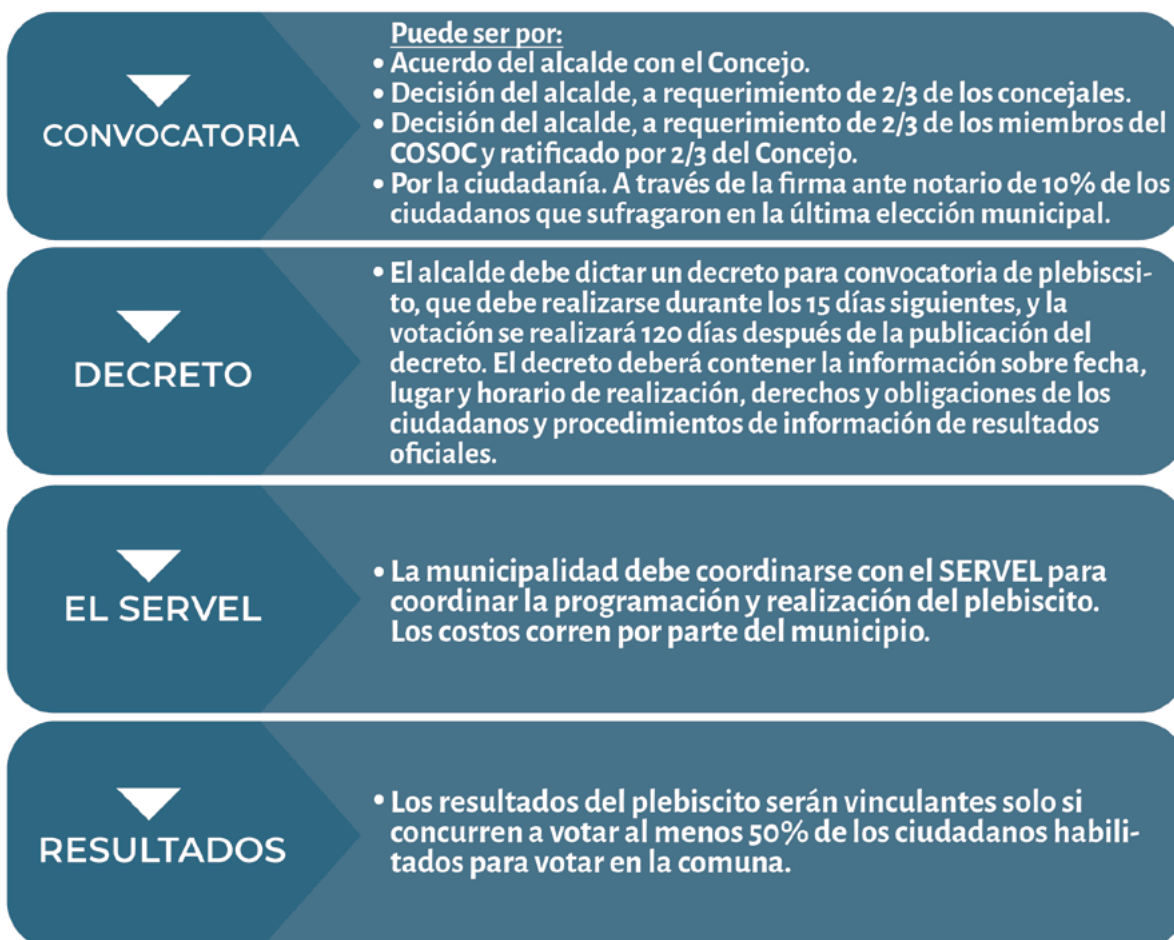 CONVOCATORIA
Puede ser por:
• Acuerdo del alcalde con el Concejo.
• Decisión del alcalde, a requerimiento de 2/3 de los concejales.
• Decisión del alcalde, a requerimiento de 2/3 de los miembros del
COSOC y ratificado por 2/3 del Concejo.
• Por la ciudadanía. A través de la firma ante notario de 10% de los
ciudadanos que sufragaron en la última elección municipal.
DECRETO
• El alcalde debe dictar un decreto para convocatoria de plebiscsi-
to, que debe realizarse durante los 15 días siguientes, y la
votación se realizará 120 días después de la publicación del
decreto. El decreto deberá contener la información sobre fecha,
lugar y horario de realización, derechos y obligaciones de los
ciudadanos y procedimientos de información de resultados
oficiales.
EL SERVEL
• La municipalidad debe coordinarse con el SERVEL para
coordinar la programación y realización del plebiscito.
Los costos corren por parte del municipio.
RESULTADOS
• Los resultados del plebiscito serán vinculantes solo si
concurren a votar al menos 50% de los ciudadanos habili-
tados para votar en la comuna.